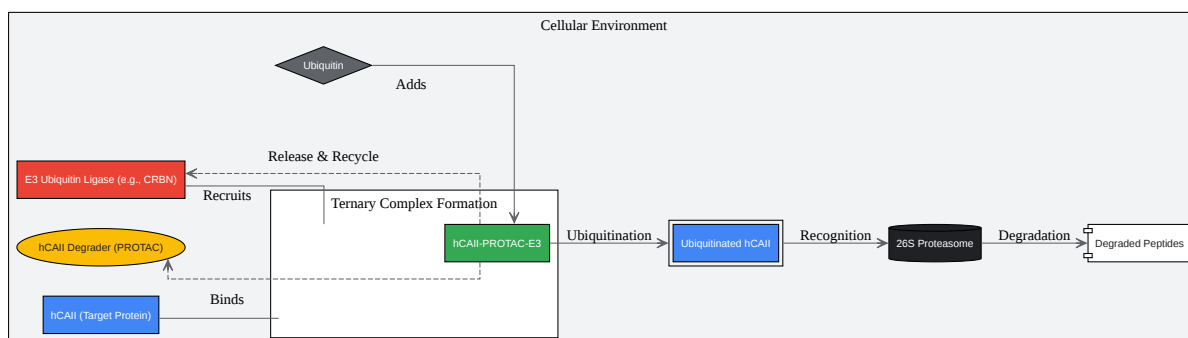 Cellular Environment
Ubiquitin
Adds
Release & Recycle
E3 Ubiquitin Ligase (e.g., CRBN)
Recruits
Ternary Complex Formation
hCAII Degrader (PROTAC)
hCAII-PROTAC-E3
Ubiquitination
Ubiquitinated hCAII
Recognition
26S Proteasome
Degradation
Degraded Peptides
Binds
hCAII (Target Protein)